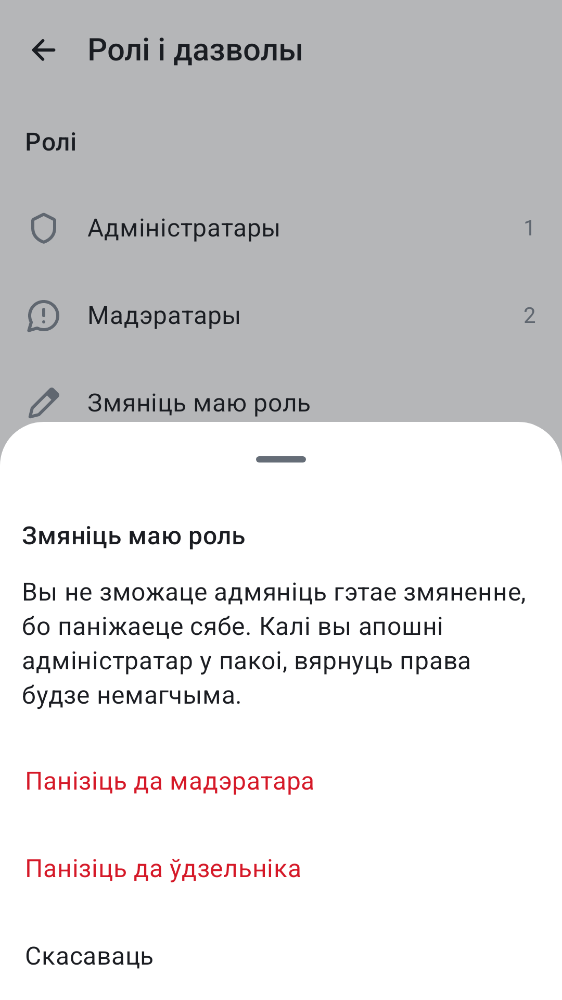 Ролі і дазволы
Ролі
Адміністратары 1
Мадэратары 2
Змяніць маю роль
Змяніць маю роль
Вы не зможаце адмяніць гэтае змяненне,
бо паніжаеце сябе. Калі вы апошні
адміністратар у пакоі, вярнуць права
будзе немагчыма.
Панізіць да мадэратара
Панізіць да ўдзельніка
Скасаваць